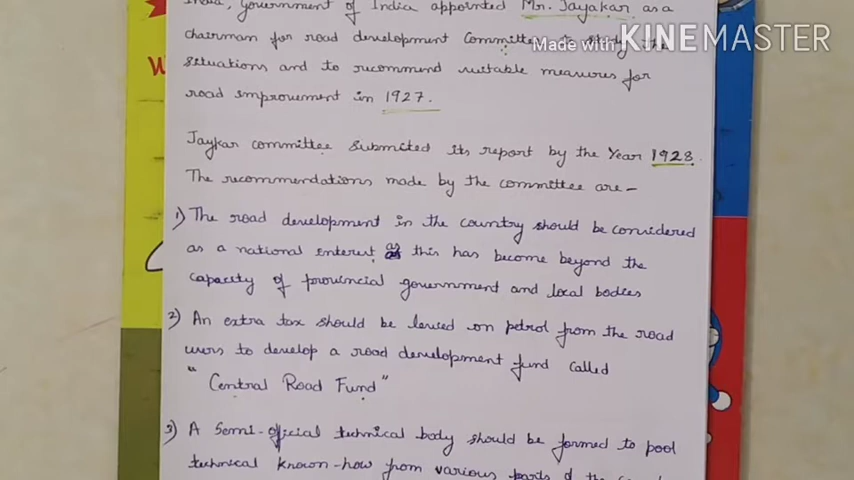 India, Government of India appointed Mr. Jayakar as a
chairman for road development Committee to study the
Made with KINEMASTER
situations and to recommend suitable measures for
road improvement in 1927.
Jaykar committee submited its report by the Year 1928.
The recommendations made by the committee are –
1) The road development in the country should be considered
as a national interest as this has become beyond the
capacity of provincial government and local bodies
2) An extra tax should be levied on petrol from the road
users to develop a road development fund called
"Central Road Fund"
3) A Semi-official technical body should be formed to pool
technical known-how from various parts of the